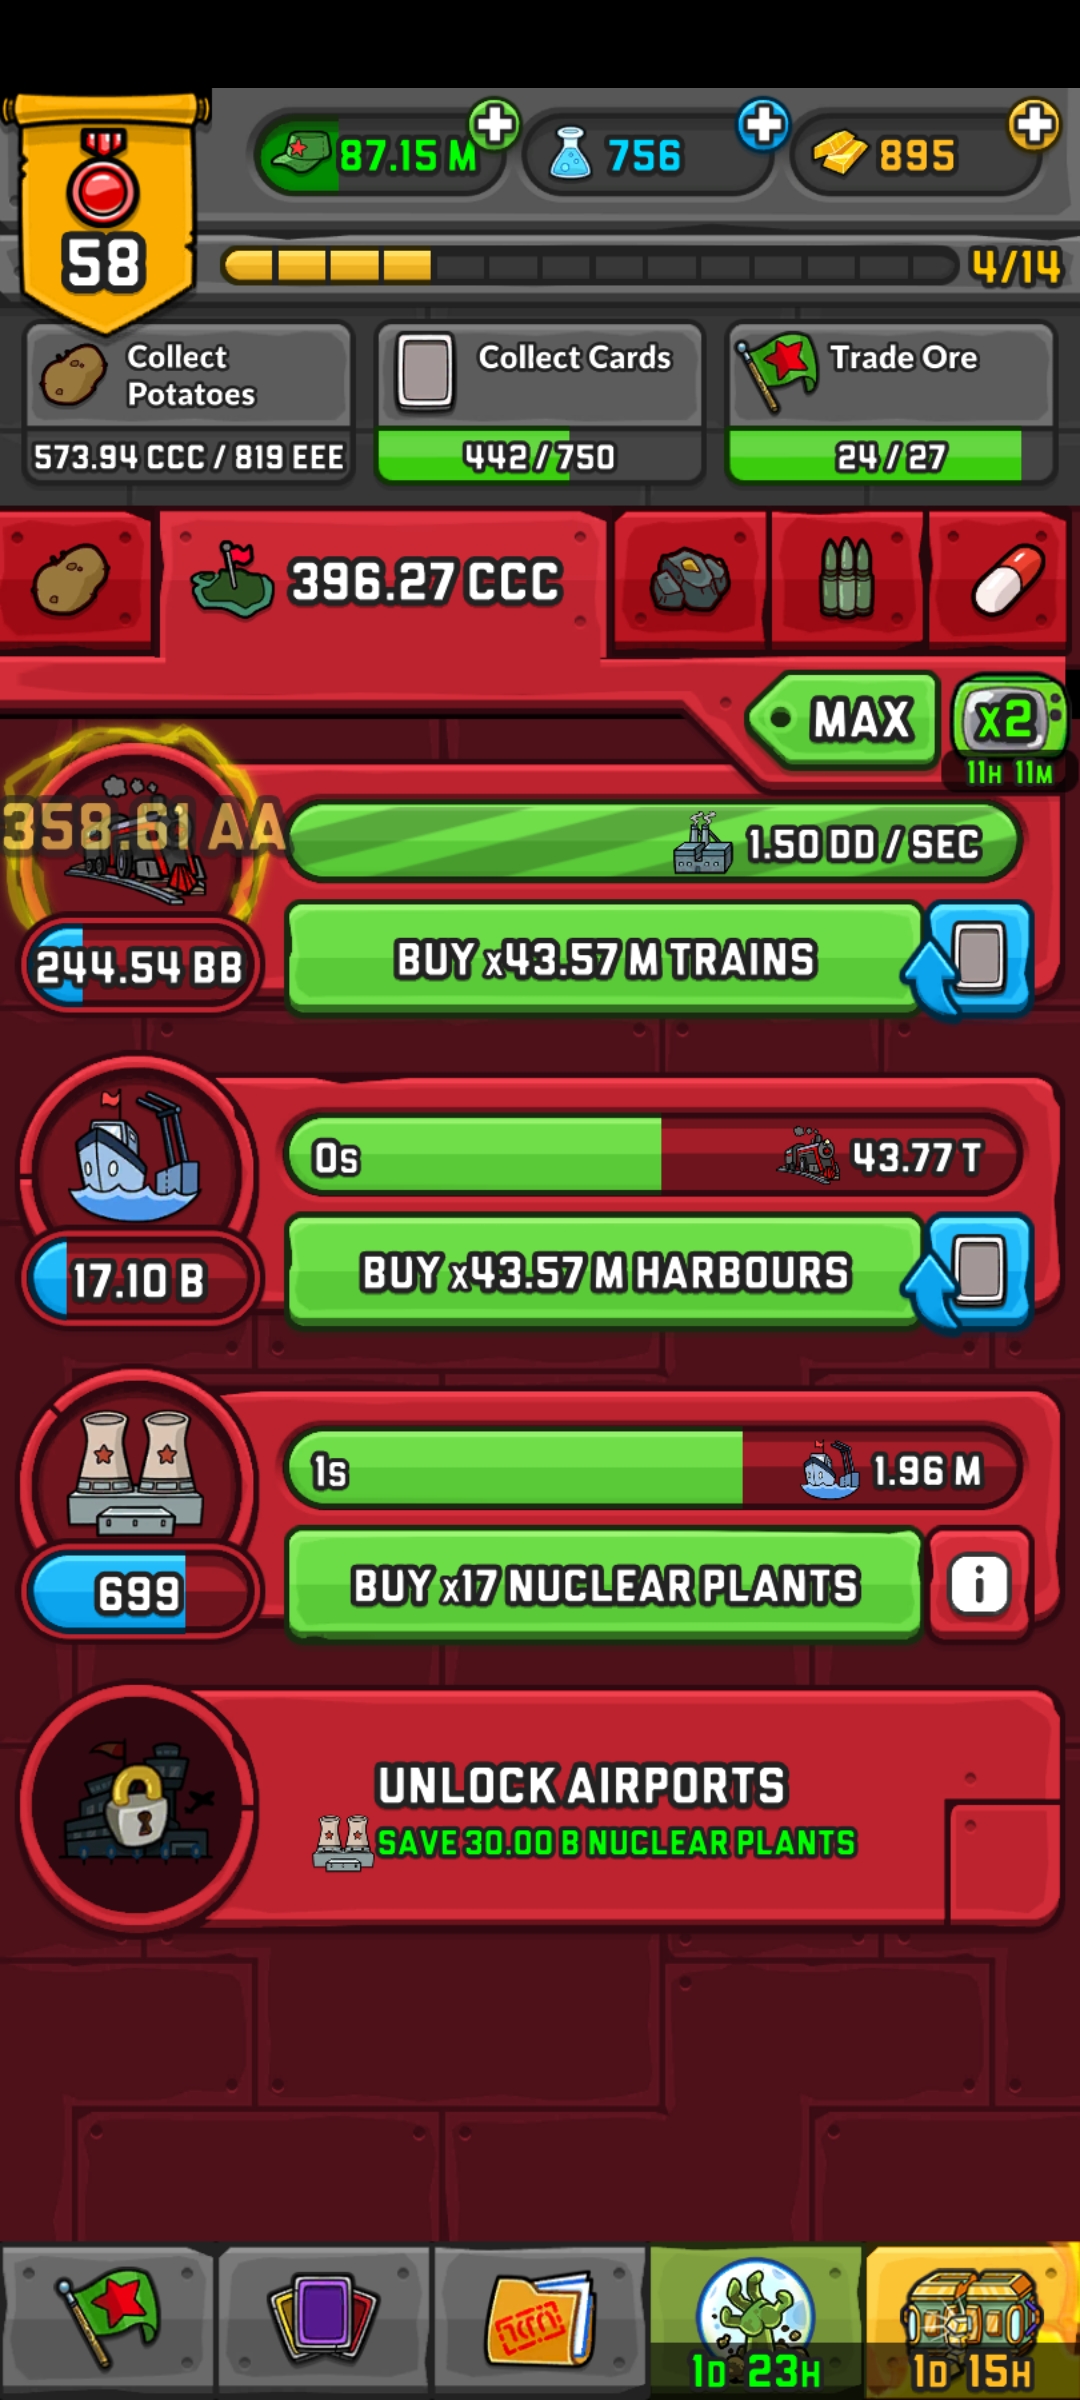 58
87.15 M
756
895
4/14
Collect
Potatoes
573.94 CCC / 819 EEE
Collect Cards
442/750
Trade Ore
24/27
396.27 CCC
MAX
x2
11H 11M
358.61 AA
1.50 DD / SEC
244.54 BB
BUY x43.57 M TRAINS
0s
43.77 T
17.10 B
BUY x43.57 M HARBOURS
1s
1.96 M
699
BUY x17 NUCLEAR PLANTS
i
UNLOCK AIRPORTS
SAVE 30.00 B NUCLEAR PLANTS
1D 23H
1D 15H